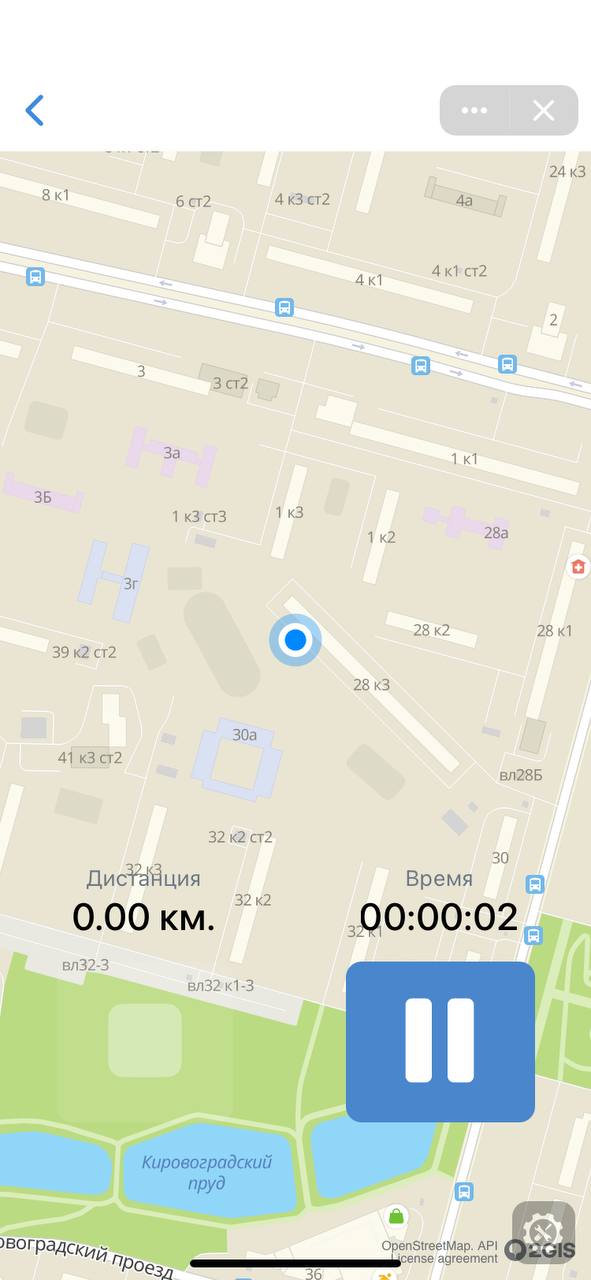 24 к3
8 к1
6 ст2
4 к3 ст2
4а
4 к1 ст2
4 к1
2
3
3 ст2
1 к1
3а
3Б
1 к3
1 к3 ст3
1 к2
28а
3г
28 к2
28 к1
39 к2 ст2
28 к3
30а
41 к3 ст2
вл28Б
32 к2 ст2
30
32 к3
Дистанция
Время
32 к2
0.00 км.
00:00:02
32 к1
вл32-3
вл32 к1-3
Кировоградский
пруд
овоградский проезд
OpenStreetMap. API
License agreement
2GIS
36